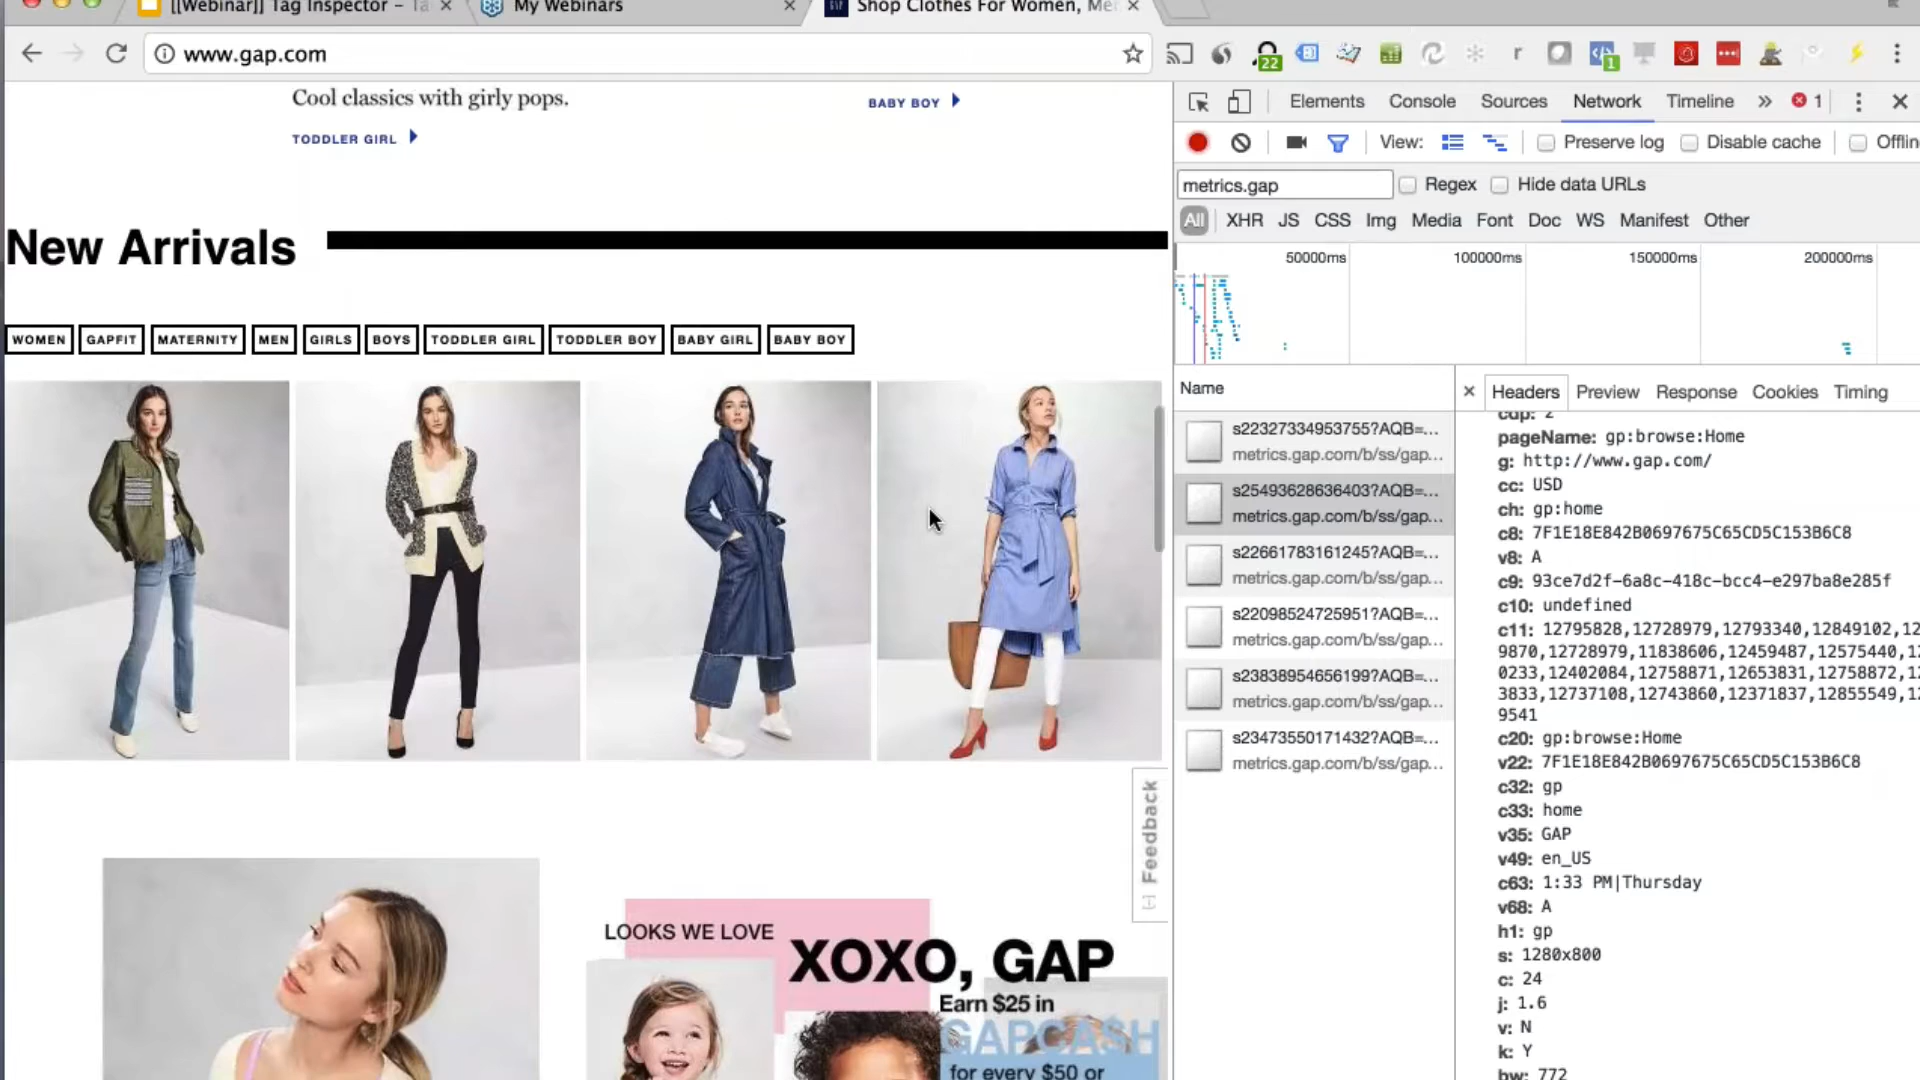 [[Webinar]] Tag Inspector – Ta
My Webinars
Shop Clothes For Women, Me
www.gap.com
22
1
Cool classics with girly pops.
TODDLER GIRL
BABY BOY
New Arrivals
WOMEN GAPFIT MATERNITY MEN GIRLS BOYS TODDLER GIRL TODDLER BOY BABY GIRL BABY BOY
Feedback
LOOKS WE LOVE
XOXO, GAP
Earn $25 in
GAPCASH
for every $50 or
Elements Console Sources Network Timeline » 1
View: Preserve log Disable cache Offlin
metrics.gap Regex Hide data URLs
All XHR JS CSS Img Media Font Doc WS Manifest Other
50000ms 100000ms 150000ms 200000ms
Name
s22327334953755?AQB=...
metrics.gap.com/b/ss/gap...
s25493628636403?AQB=...
metrics.gap.com/b/ss/gap...
s22661783161245?AQB=...
metrics.gap.com/b/ss/gap...
s22098524725951?AQB=...
metrics.gap.com/b/ss/gap...
s23838954656199?AQB=...
metrics.gap.com/b/ss/gap...
s23473550171432?AQB=...
metrics.gap.com/b/ss/gap...
Headers Preview Response Cookies Timing
pageName: gp:browse:Home
g: http://www.gap.com/
cc: USD
ch: gp:home
c8: 7F1E18E842B0697675C65CD5C153B6C8
v8: A
c9: 93ce7d2f-6a8c-418c-bcc4-e297ba8e285f
c10: undefined
c11: 12795828,12728979,12793340,12849102,12
9870,12728979,11838606,12459487,12575440,12
0233,12402084,12758871,12653831,12758872,12
3833,12737108,12743860,12371837,12855549,12
9541
c20: gp:browse:Home
v22: 7F1E18E842B0697675C65CD5C153B6C8
c32: gp
c33: home
v35: GAP
v49: en_US
c63: 1:33 PM|Thursday
v68: A
h1: gp
s: 1280x800
c: 24
j: 1.6
v: N
k: Y
bw: 772